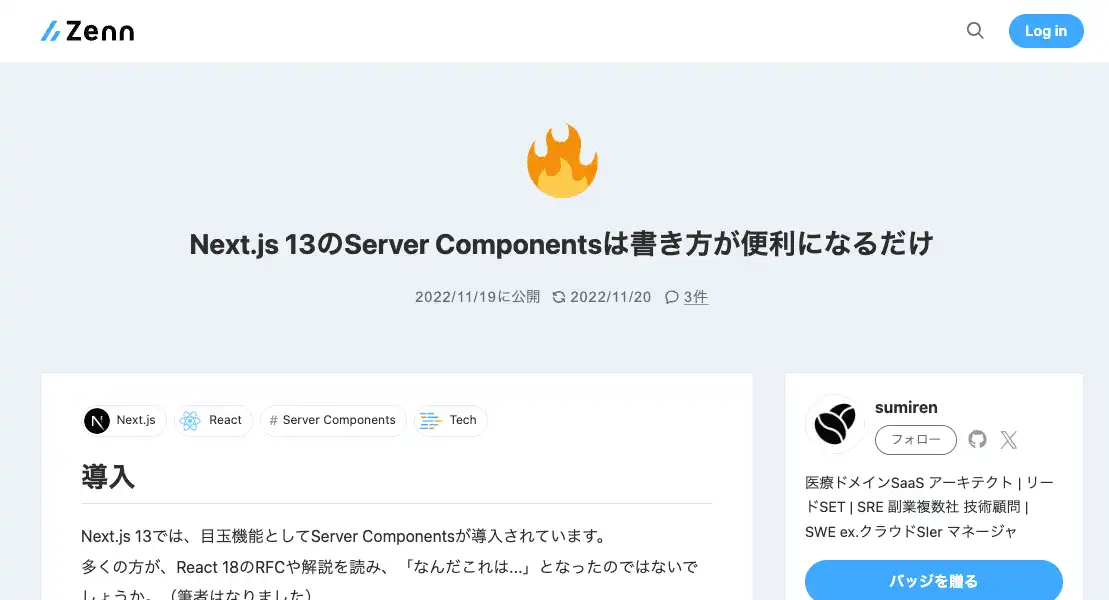 Zenn
Log in
Next.js 13のServer Componentsは書き方が便利になるだけ
2022/11/19に公開 2022/11/20 3件
Next.js React # Server Components Tech
導入
Next.js 13では、目玉機能としてServer Componentsが導入されています。
多くの方が、React 18のRFCや解説を読み、「なんだこれは...」となったのではないで
しょうか。（筆者はなりました）
sumiren
フォロー
医療ドメインSaaS アーキテクト | リー
ドSET | SRE 副業複数社 技術顧問 |
SWE ex.クラウドSIer マネージャ
バッジを贈る